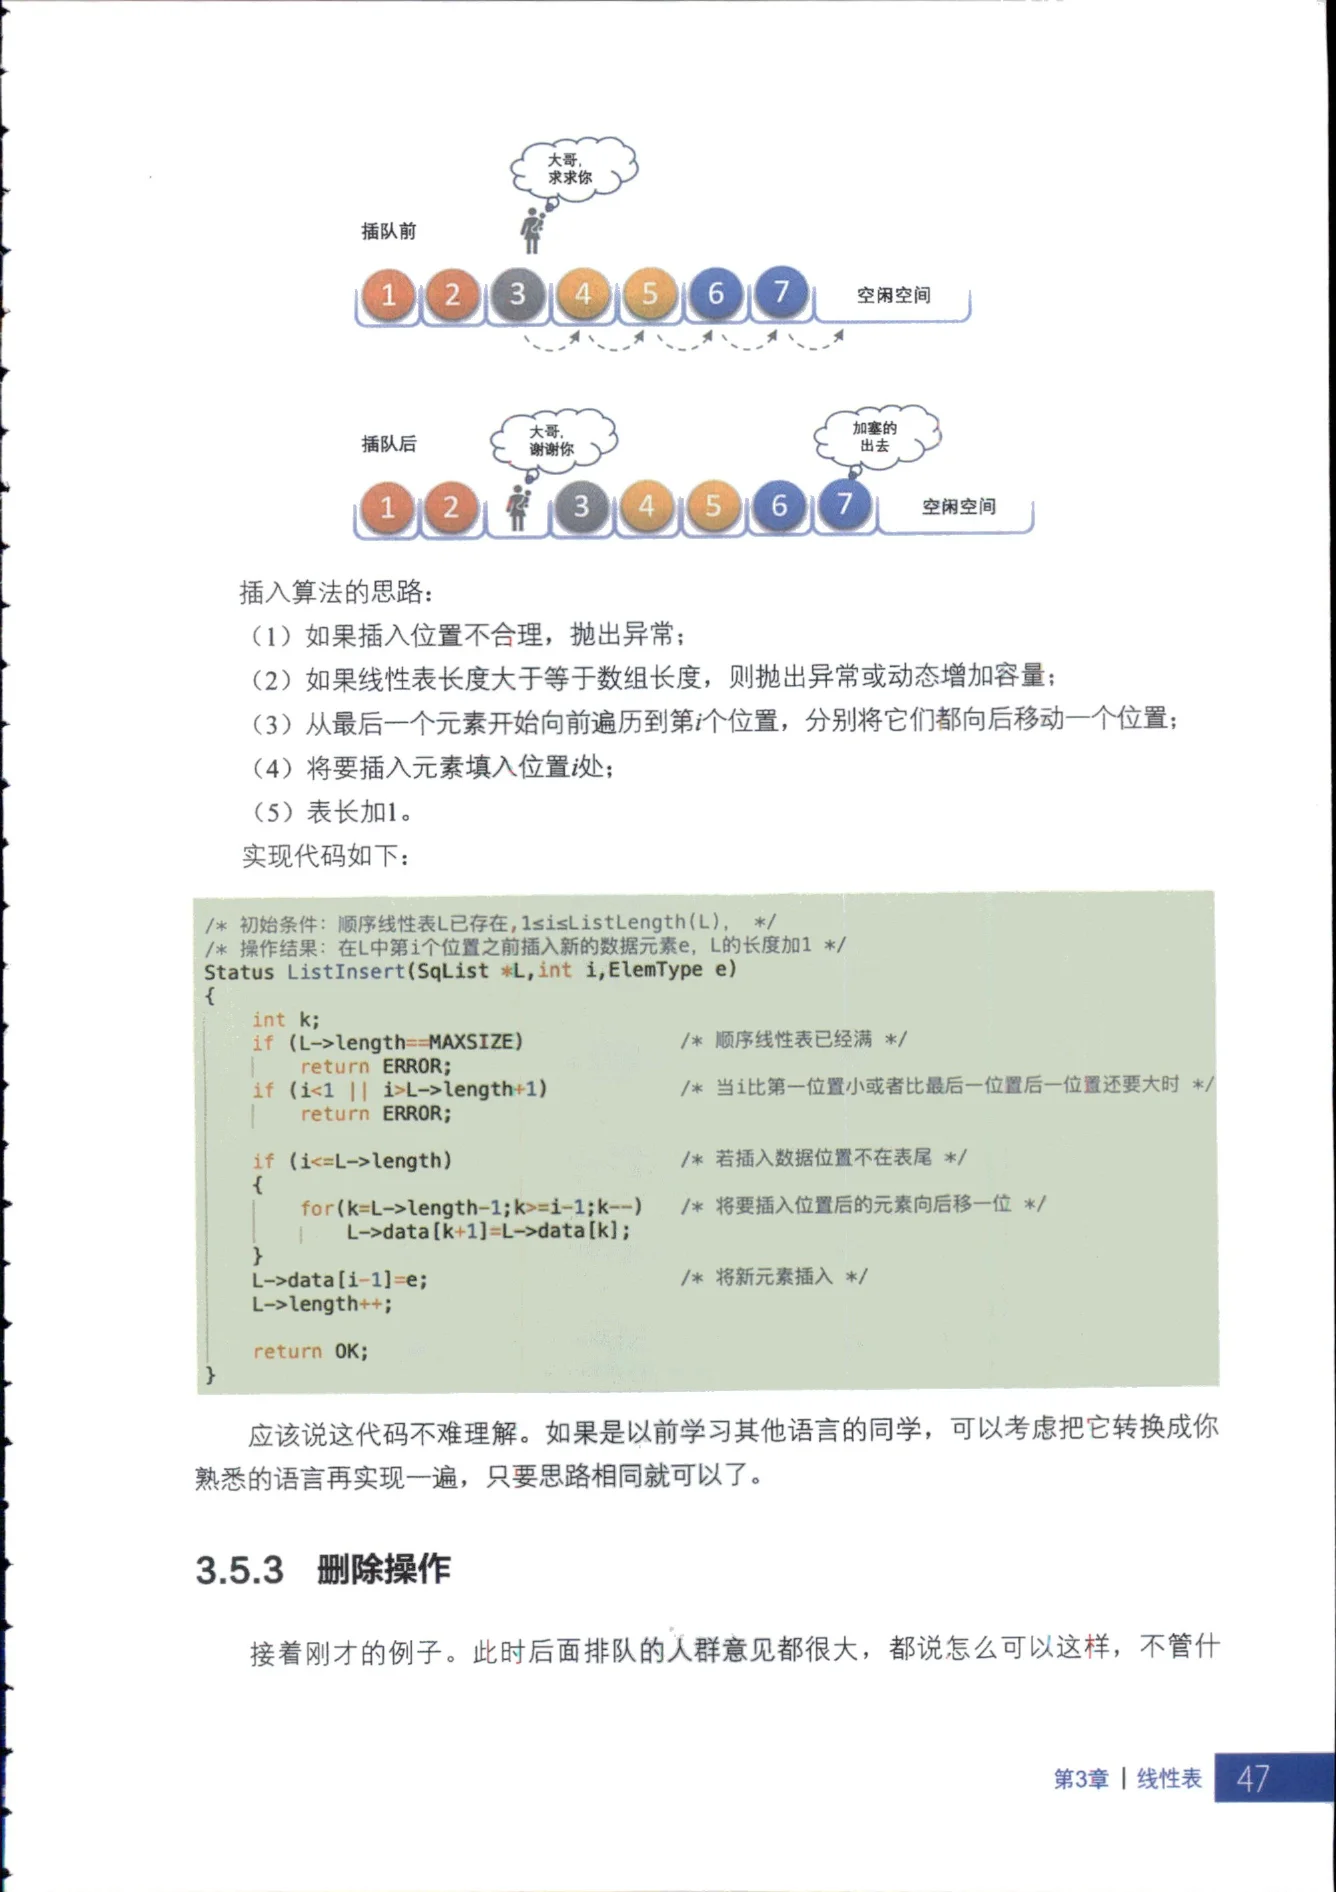 大哥，
求求你
插队前
1 2 3 4 5 6 7 空闲空间
大哥，
谢谢你
加塞的
出去
插队后
1 2 3 4 5 6 7 空闲空间
插入算法的思路：
（1）如果插入位置不合理，抛出异常；
（2）如果线性表长度大于等于数组长度，则抛出异常或动态增加容量；
（3）从最后一个元素开始向前遍历到第i个位置，分别将它们都向后移动一个位置；
（4）将要插入元素填入位置i处；
（5）表长加1。
实现代码如下：
/* 初始条件：顺序线性表L已存在,1≤i≤ListLength(L)， */
/* 操作结果：在L中第i个位置之前插入新的数据元素e，L的长度加1 */
Status ListInsert(SqList *L,int i,ElemType e)
{
    int k;
    if (L->length==MAXSIZE)    /* 顺序线性表已经满 */
        return ERROR;
    if (i<1 || i>L->length+1)    /* 当i比第一位置小或者比最后一位置后一位置还要大时 */
        return ERROR;
    if (i<=L->length)    /* 若插入数据位置不在表尾 */
    {
        for(k=L->length-1;k>=i-1;k--)    /* 将要插入位置后的元素向后移一位 */
            L->data[k+1]=L->data[k];
    }
    L->data[i-1]=e;    /* 将新元素插入 */
    L->length++;
    return OK;
}
应该说这代码不难理解。如果是以前学习其他语言的同学，可以考虑把它转换成你
熟悉的语言再实现一遍，只要思路相同就可以了。
3.5.3 删除操作
接着刚才的例子。此时后面排队的人群意见都很大，都说怎么可以这样，不管什
第3章 | 线性表 47